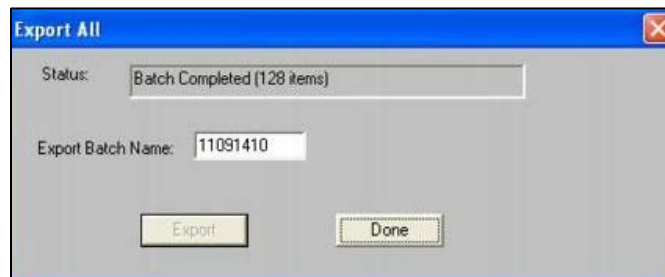 Export All
Status: Batch Completed (128 items)
Export Batch Name: 11091410
Export Done